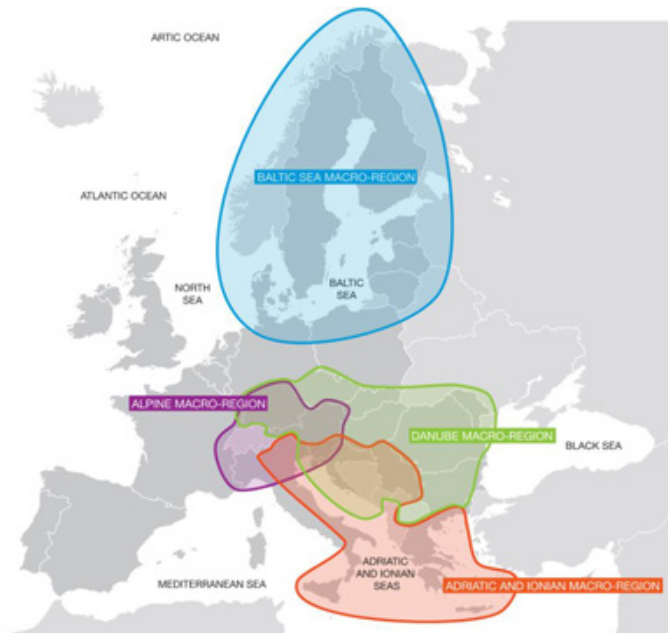 ARTIC OCEAN
BALTIC SEA MACRO-REGION
ATLANTIC OCEAN
NORTH
SEA
BALTIC
SEA
ALPINE MACRO-REGION
DANUBE MACRO-REGION
BLACK SEA
ADRIATIC
AND IONIAN
SEAS
MEDITERRANEAN SEA
ADRIATIC AND IONIAN MACRO-REGION